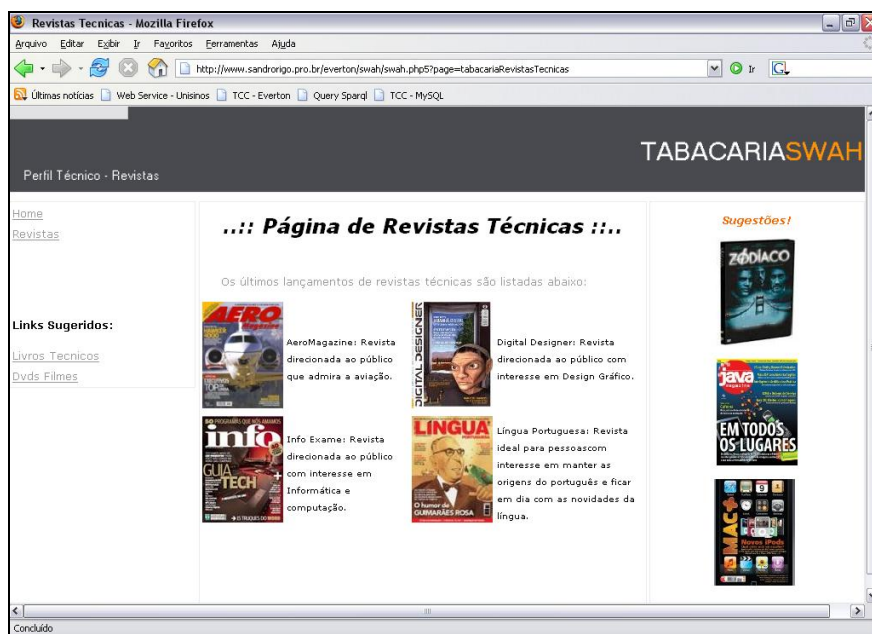 Revistas Tecnicas - Mozilla Firefox
Arquivo Editar Exibir Ir Favoritos Ferramentas Ajuda
http://www.sandrorigo.pro.br/everton/swah/swah.php5?page=tabacariaRevistasTecnicas
Ir
Últimas notícias Web Service - Unisinos TCC - Everton Query Sparql TCC - MySQL
TABACARIASWAH
Perfil Técnico - Revistas
Home
Revistas
Links Sugeridos:
Livros Tecnicos
Dvds Filmes
..:: Página de Revistas Técnicas ::..
Os últimos lançamentos de revistas técnicas são listadas abaixo:
AERO
Magazine
AeroMagazine: Revista
direcionada ao público
que admira a aviação.
DIGITAL DESIGNER
Digital Designer: Revista
direcionada ao público com
interesse em Design Gráfico.
info
GUIA
TECH
Info Exame: Revista
direcionada ao público
com interesse em
Informática e
computação.
LÍNGUA
PORTUGUESA
O humor de
GUIMARÃES ROSA
Língua Portuguesa: Revista
ideal para pessoascom
interesse em manter as
origens do português e ficar
em dia com as novidades da
língua.
Sugestões!
ZODÍACO
java
magazine
EM TODOS
OS LUGARES
MAC+
Novos iPods
Concluído